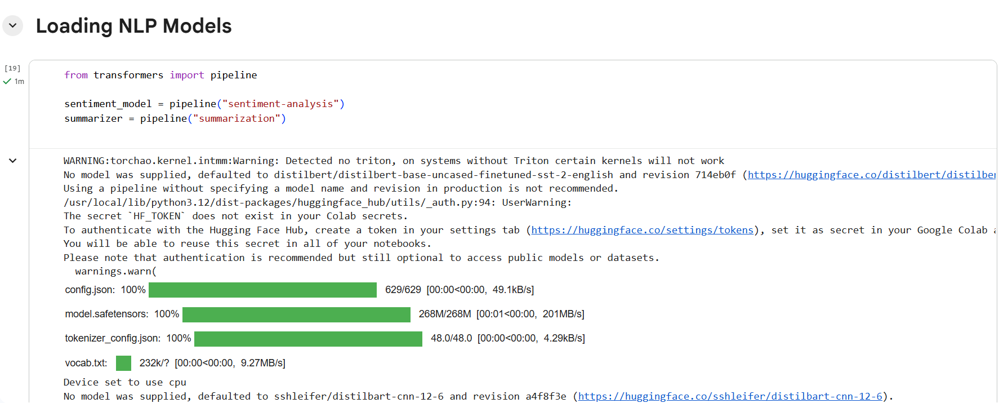 Loading NLP Models
[19]
1m
from transformers import pipeline
sentiment_model = pipeline("sentiment-analysis")
summarizer = pipeline("summarization")
WARNING:torchao.kernel.intmm:Warning: Detected no triton, on systems without Triton certain kernels will not work
No model was supplied, defaulted to distilbert/distilbert-base-uncased-finetuned-sst-2-english and revision 714eb0f (https://huggingface.co/distilbert/distilber
Using a pipeline without specifying a model name and revision in production is not recommended.
/usr/local/lib/python3.12/dist-packages/huggingface_hub/utils/_auth.py:94: UserWarning:
The secret `HF_TOKEN` does not exist in your Colab secrets.
To authenticate with the Hugging Face Hub, create a token in your settings tab (https://huggingface.co/settings/tokens), set it as secret in your Google Colab
You will be able to reuse this secret in all of your notebooks.
Please note that authentication is recommended but still optional to access public models or datasets.
warnings.warn(
config.json: 100% 629/629 [00:00<00:00, 49.1kB/s]
model.safetensors: 100% 268M/268M [00:01<00:00, 201MB/s]
tokenizer_config.json: 100% 48.0/48.0 [00:00<00:00, 4.29kB/s]
vocab.txt: 232k/? [00:00<00:00, 9.27MB/s]
Device set to use cpu
No model was supplied, defaulted to sshleifer/distilbart-cnn-12-6 and revision a4f8f3e (https://huggingface.co/sshleifer/distilbart-cnn-12-6).